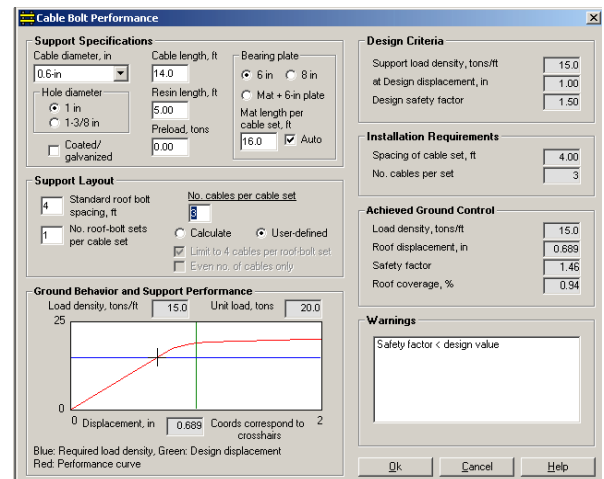 Cable Bolt Performance
Support Specifications
Cable diameter, in
0.6-in
Hole diameter
1 in
1-3/8 in
Coated/
galvanized
Cable length, ft
14.0
Resin length, ft
5.00
Preload, tons
0.00
Bearing plate
6 in 8 in
Mat + 6-in plate
Mat length per
cable set, ft
16.0 Auto
Support Layout
4 Standard roof bolt
spacing, ft
1 No. roof-bolt sets
per cable set
No. cables per cable set
3
Calculate User-defined
Limit to 4 cables per roof-bolt set
Even no. of cables only
Ground Behavior and Support Performance
Load density, tons/ft 15.0 Unit load, tons 20.0
25
0
0 Displacement, in 0.689 Coords correspond to 2
crosshairs
Blue: Required load density, Green: Design displacement
Red: Performance curve
Design Criteria
Support load density, tons/ft 15.0
at Design displacement, in 1.00
Design safety factor 1.50
Installation Requirements
Spacing of cable set, ft 4.00
No. cables per set 3
Achieved Ground Control
Load density, tons/ft 15.0
Roof displacement, in 0.689
Safety factor 1.46
Roof coverage, % 0.94
Warnings
Safety factor < design value
Ok Cancel Help